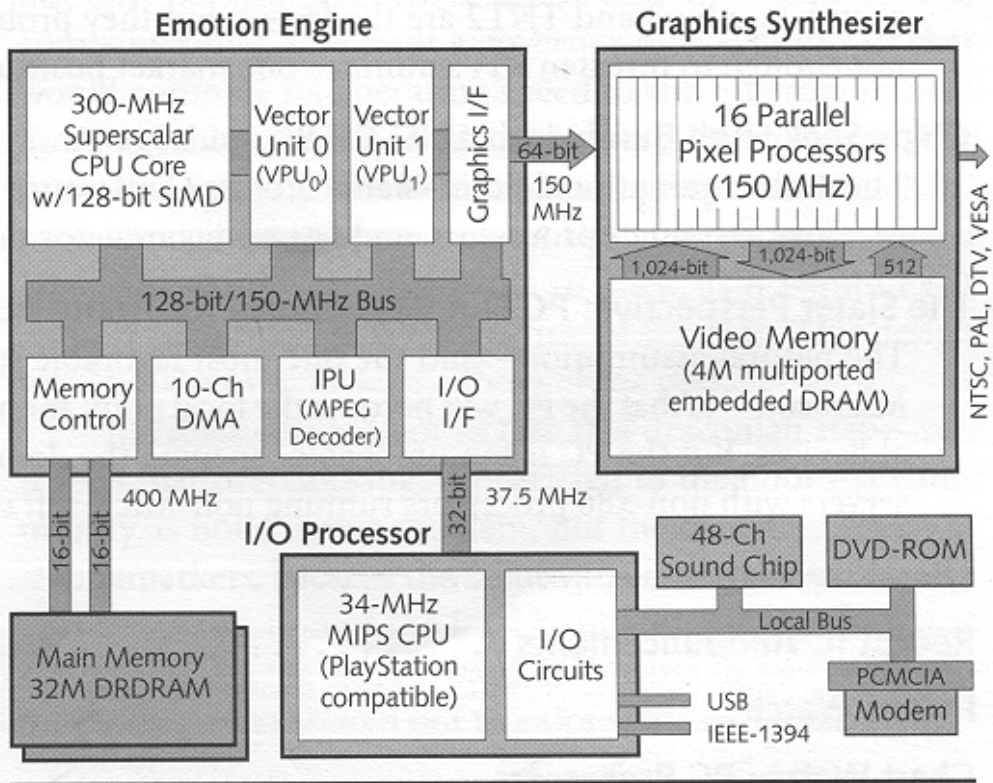 Emotion Engine
Graphics Synthesizer
300-MHz
Superscalar
CPU Core
w/128-bit SIMD
Vector
Unit 0
(VPU0)
Vector
Unit 1
(VPU1)
Graphics I/F
64-bit
150
MHz
16 Parallel
Pixel Processors
(150 MHz)
NTSC, PAL, DTV, VESA
1,024-bit
1,024-bit
512
128-bit/150-MHz Bus
Video Memory
(4M multiported
embedded DRAM)
Memory
Control
10-Ch
DMA
IPU
(MPEG
Decoder)
I/O
I/F
16-bit
16-bit
400 MHz
32-bit
37.5 MHz
I/O Processor
48-Ch
Sound Chip
DVD-ROM
Main Memory
32M DRDRAM
34-MHz
MIPS CPU
(PlayStation
compatible)
I/O
Circuits
Local Bus
PCMCIA
Modem
USB
IEEE-1394